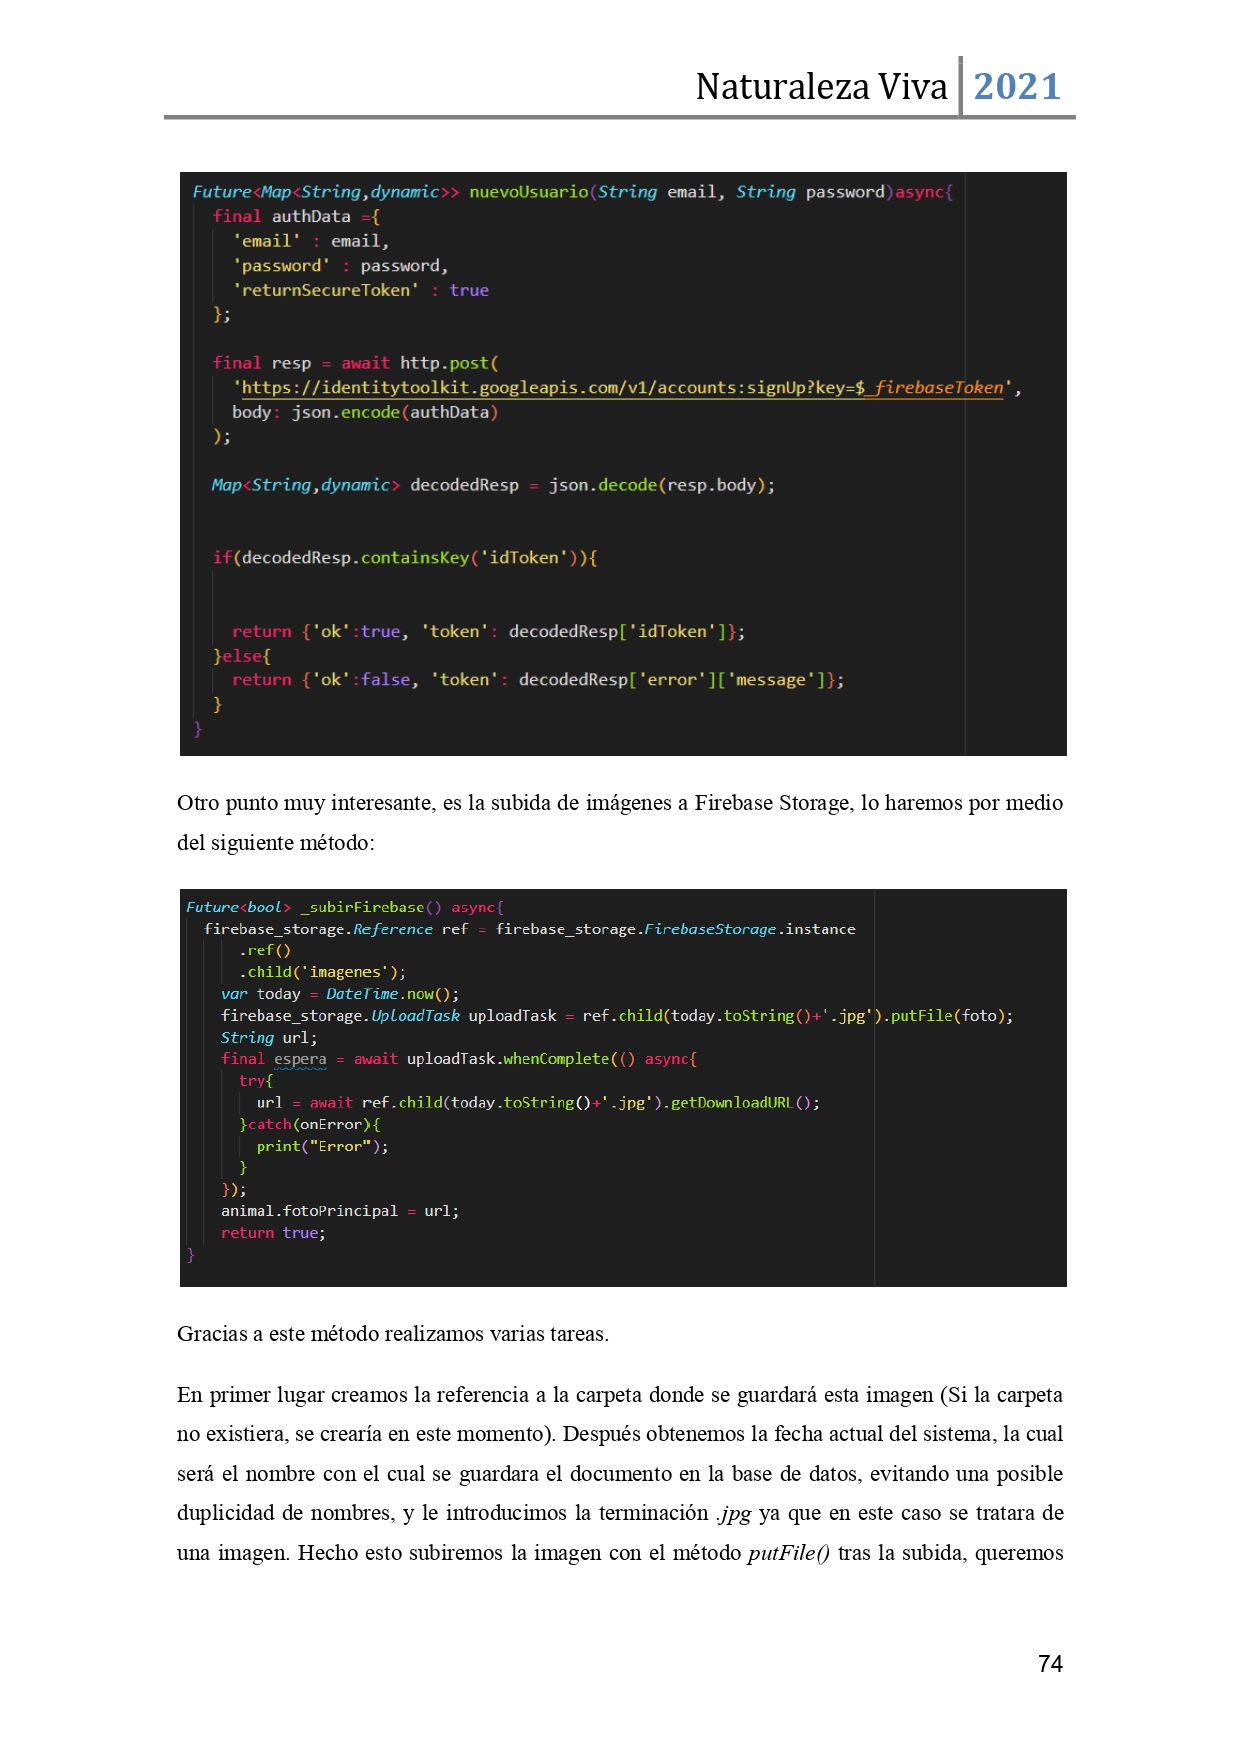 Naturaleza Viva 2021
Future<Map<String,dynamic>> nuevoUsuario(String email, String password)async{
final authData ={
'email' : email,
'password' : password,
'returnSecureToken' : true
};
final resp = await http.post(
'https://identitytoolkit.googleapis.com/v1/accounts:signUp?key=$_firebaseToken',
body: json.encode(authData)
);
Map<String,dynamic> decodedResp = json.decode(resp.body);
if(decodedResp.containsKey('idToken')){
return {'ok':true, 'token': decodedResp['idToken']};
}else{
return {'ok':false, 'token': decodedResp['error']['message']};
}
}
Otro punto muy interesante, es la subida de imágenes a Firebase Storage, lo haremos por medio
del siguiente método:
Future<bool> _subirFirebase() async{
firebase_storage.Reference ref = firebase_storage.FirebaseStorage.instance
.ref()
.child('imagenes');
var today = DateTime.now();
firebase_storage.UploadTask uploadTask = ref.child(today.toString()+'.jpg').putFile(foto);
String url;
final espera = await uploadTask.whenComplete(() async{
try{
url = await ref.child(today.toString()+'.jpg').getDownloadURL();
}catch(onError){
print("Error");
}
});
animal.fotoPrincipal = url;
return true;
}
Gracias a este método realizamos varias tareas.
En primer lugar creamos la referencia a la carpeta donde se guardará esta imagen (Si la carpeta
no existiera, se crearía en este momento). Después obtenemos la fecha actual del sistema, la cual
será el nombre con el cual se guardara el documento en la base de datos, evitando una posible
duplicidad de nombres, y le introducimos la terminación .jpg ya que en este caso se tratara de
una imagen. Hecho esto subiremos la imagen con el método putFile() tras la subida, queremos
74